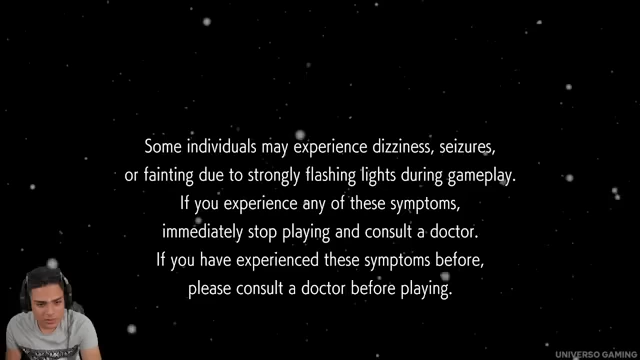 Some individuals may experience dizziness, seizures,
or fainting due to strongly flashing lights during gameplay.
If you experience any of these symptoms,
immediately stop playing and consult a doctor.
If you have experienced these symptoms before,
please consult a doctor before playing.
UNIVERSO GAMING